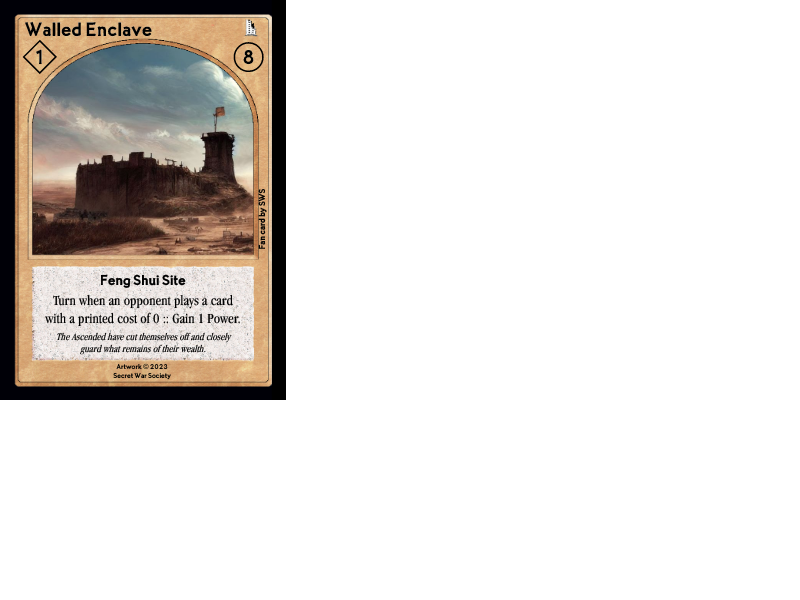 Walled Enclave
1
8
Fan card by SWS
Feng Shui Site
Turn when an opponent plays a card
with a printed cost of 0 :: Gain 1 Power.
The Ascended have cut themselves off and closely
guard what remains of their wealth.
Artwork © 2023
Secret War Society